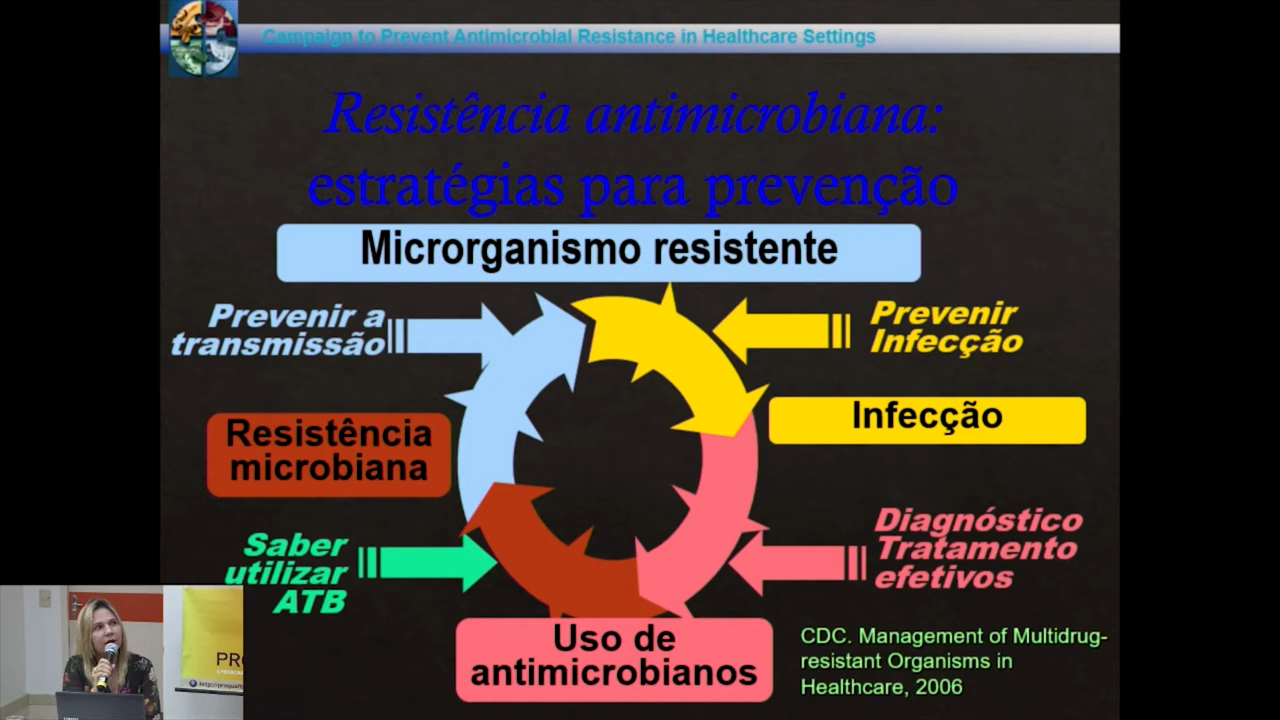 Campaign to Prevent Antimicrobial Resistance in Healthcare Settings
Resistência antimicrobiana:
estratégias para prevenção
Microrganismo resistente
Prevenir a
transmissão
Prevenir
Infecção
Infecção
Resistência
microbiana
Diagnóstico
Tratamento
efetivos
Saber
utilizar
ATB
Uso de
antimicrobianos
CDC. Management of Multidrug-
resistant Organisms in
Healthcare, 2006